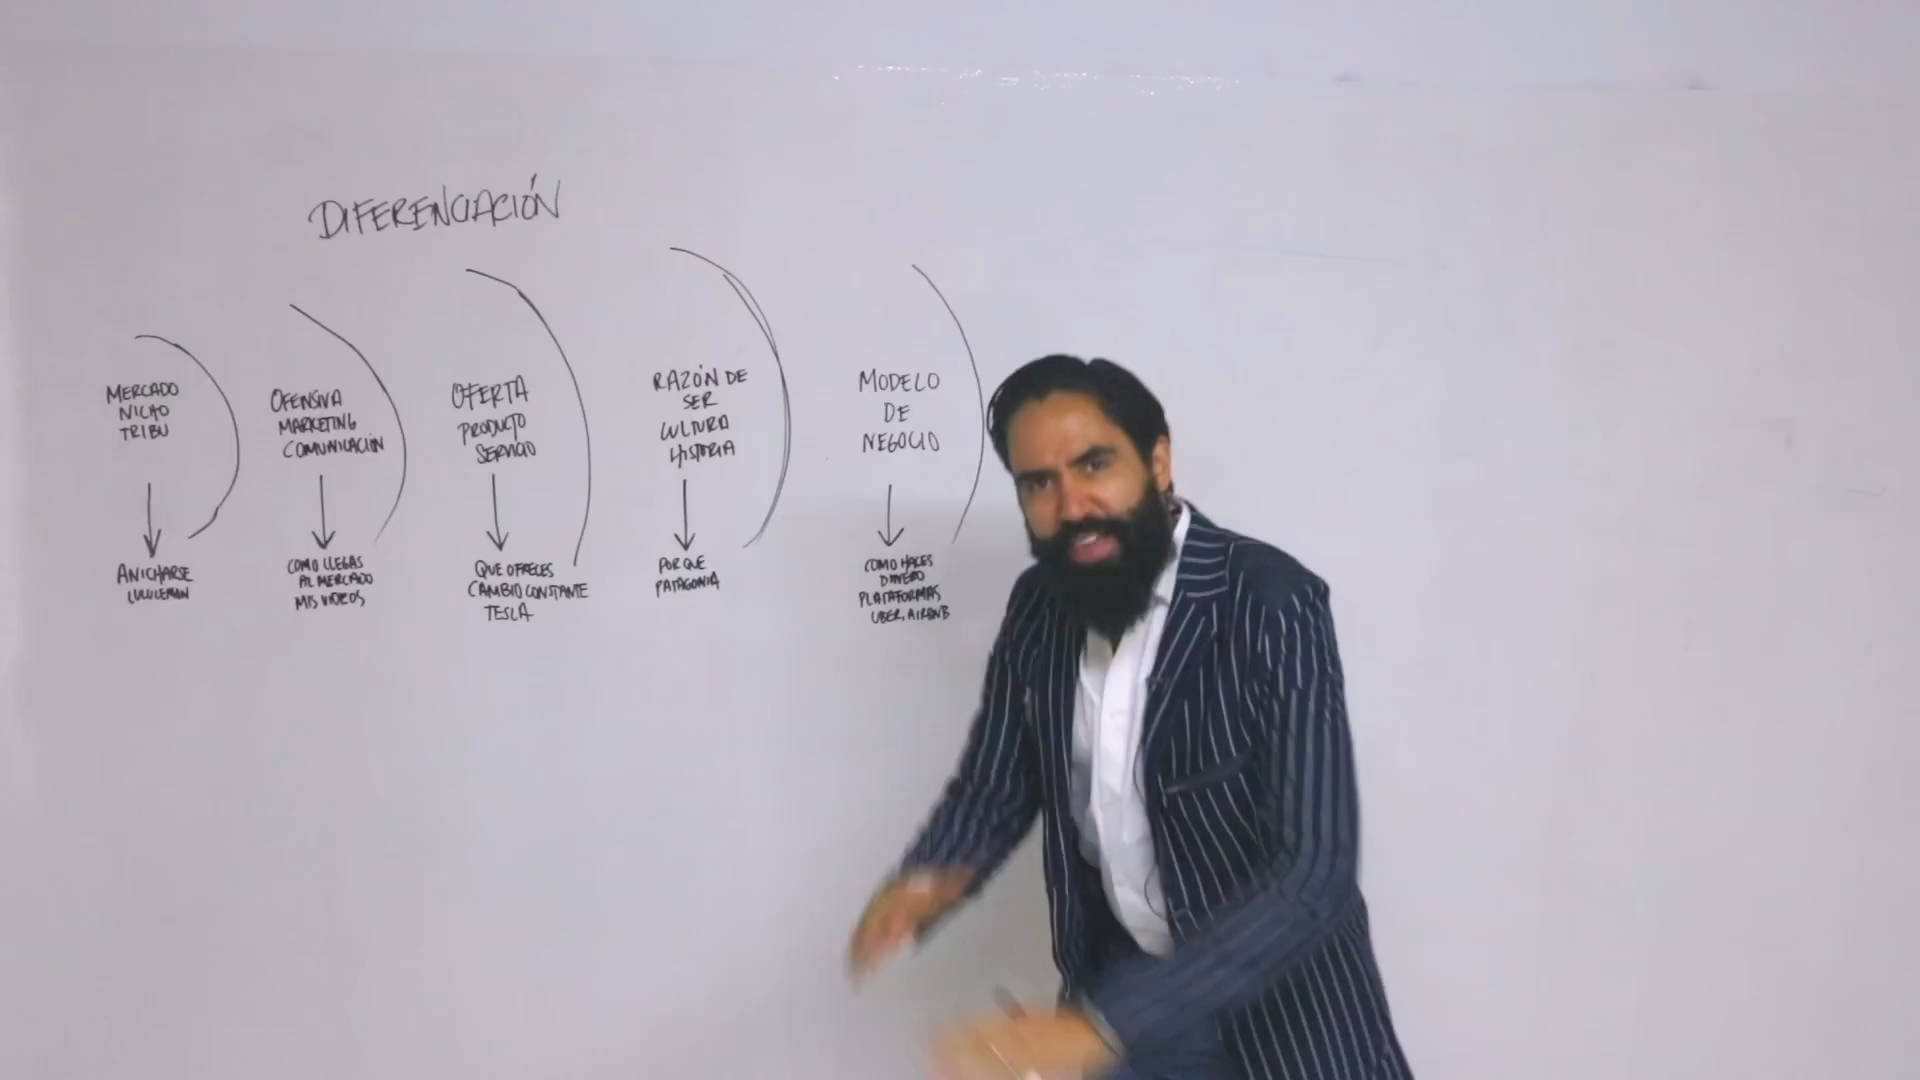 DIFERENCIACIÓN
MERCADO
NICHO
TRIBU
ANICHARSE
LULULEMON
OFENSIVA
MARKETING
COMUNICACIÓN
COMO LLEGAS
AL MERCADO
MIS VIDEOS
OFERTA
PRODUCTO
SERVICIO
QUE OFRECES
CAMBIO CONSTANTE
TESLA
RAZÓN DE
SER
CULTURA
HISTORIA
POR QUE
PATAGONIA
MODELO
DE
NEGOCIO
COMO HACES
DINERO
PLATAFORMAS
UBER, AIRBNB